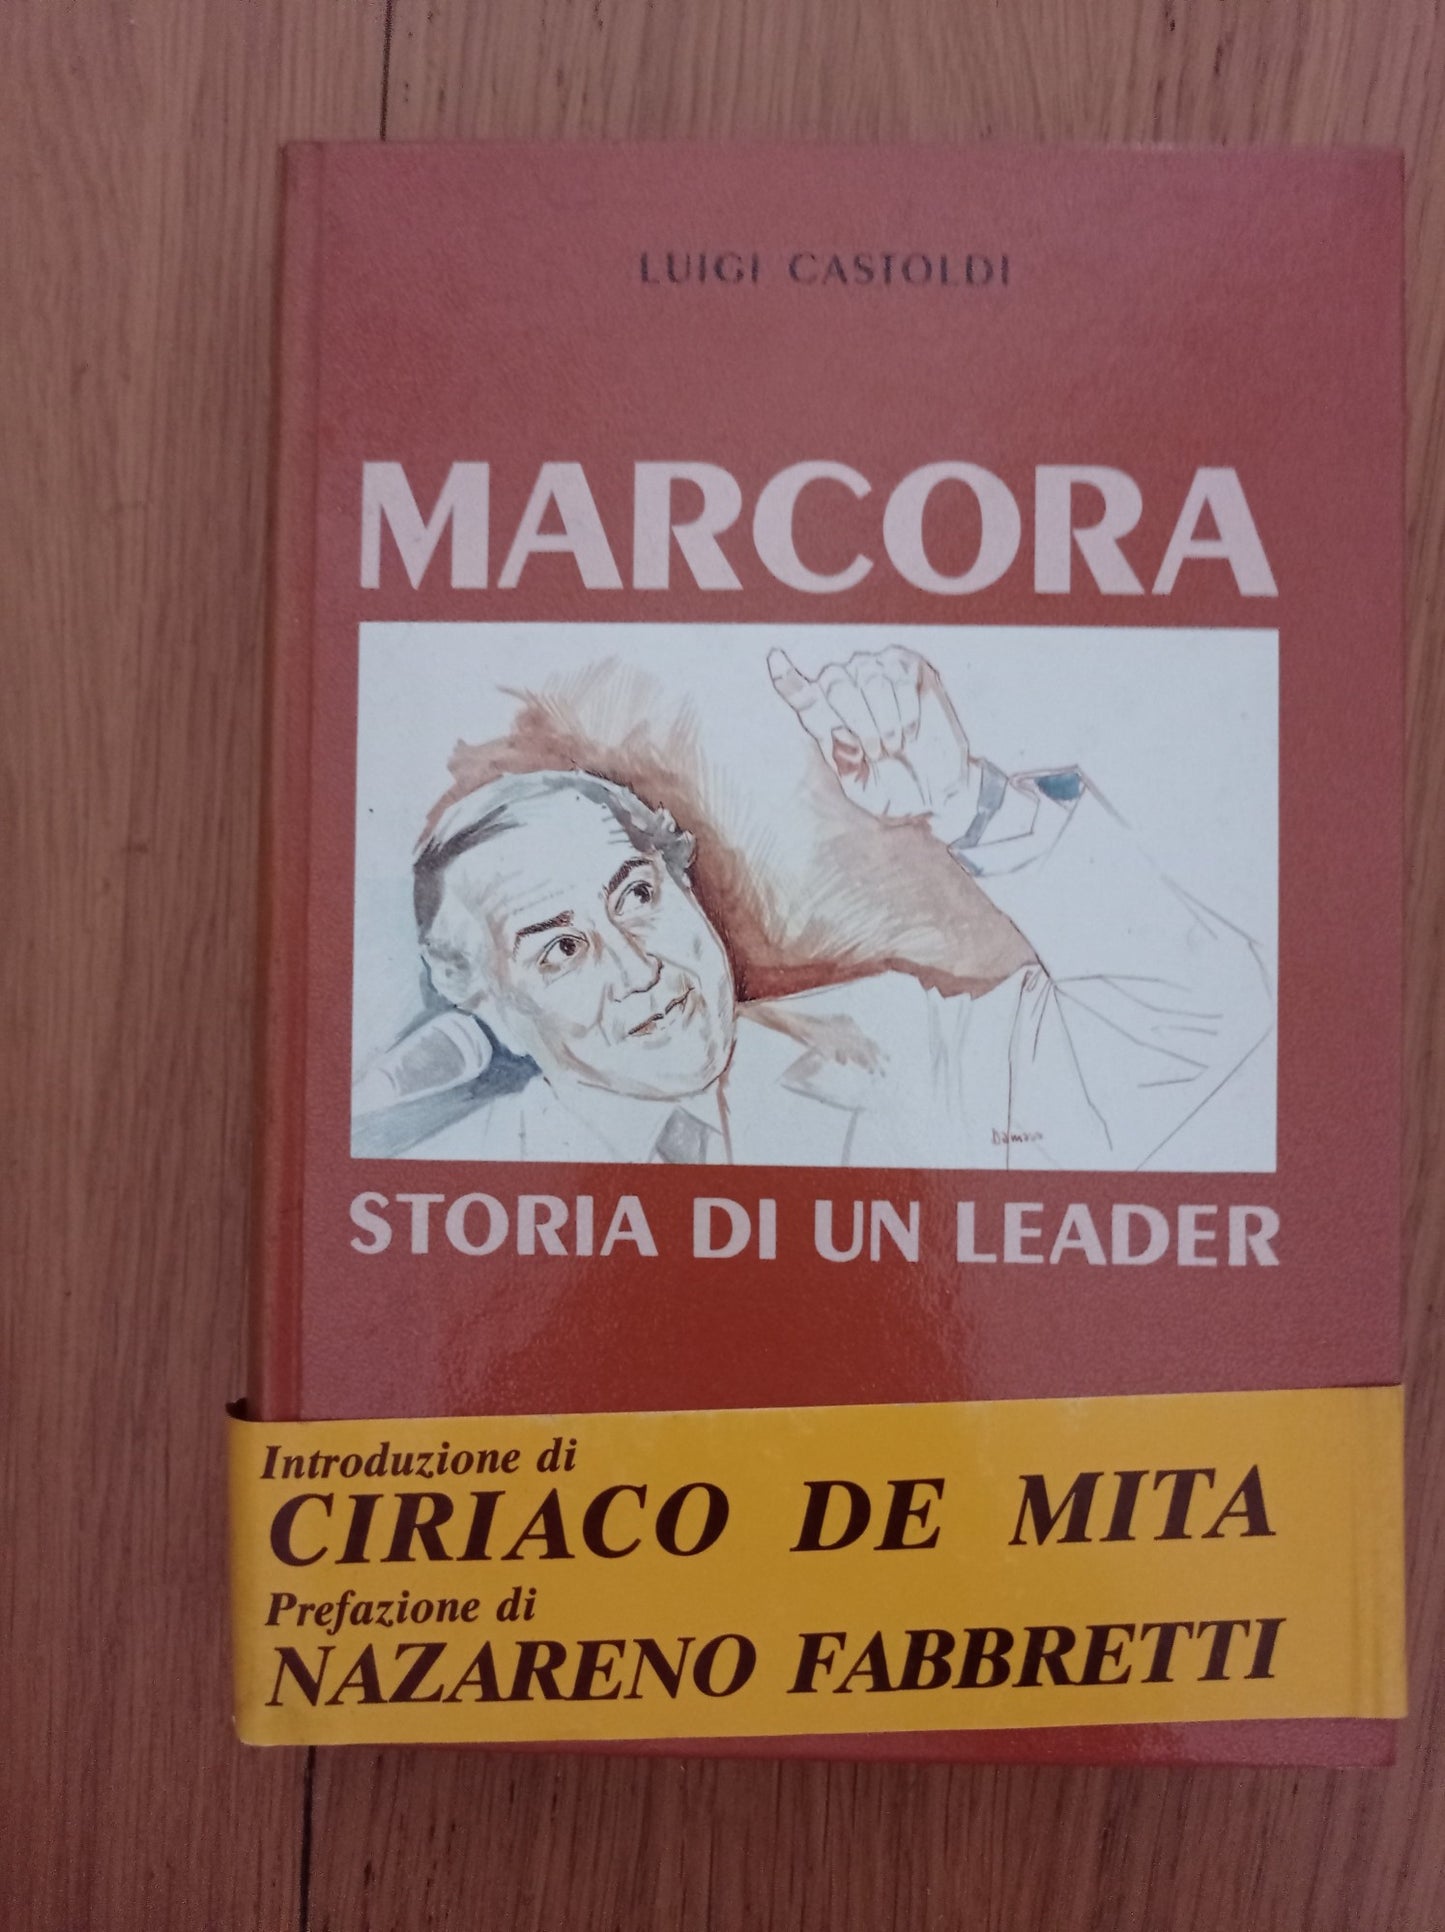 LUIGI CASTOLDI
MARCORA
STORIA DI UN LEADER
Introduzione di
CIRIACO DE MITA
Prefazione di
NAZARENO FABBRETTI